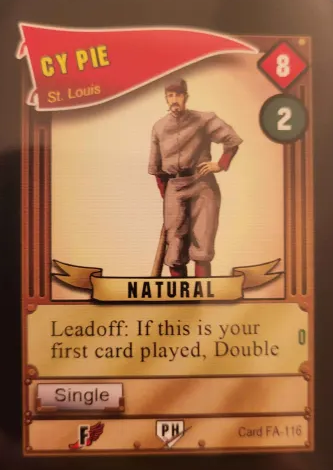 CY PIE
St. Louis
8
2
NATURAL
Leadoff: If this is your
first card played, Double
0
Single
F
PH
Card FA-116